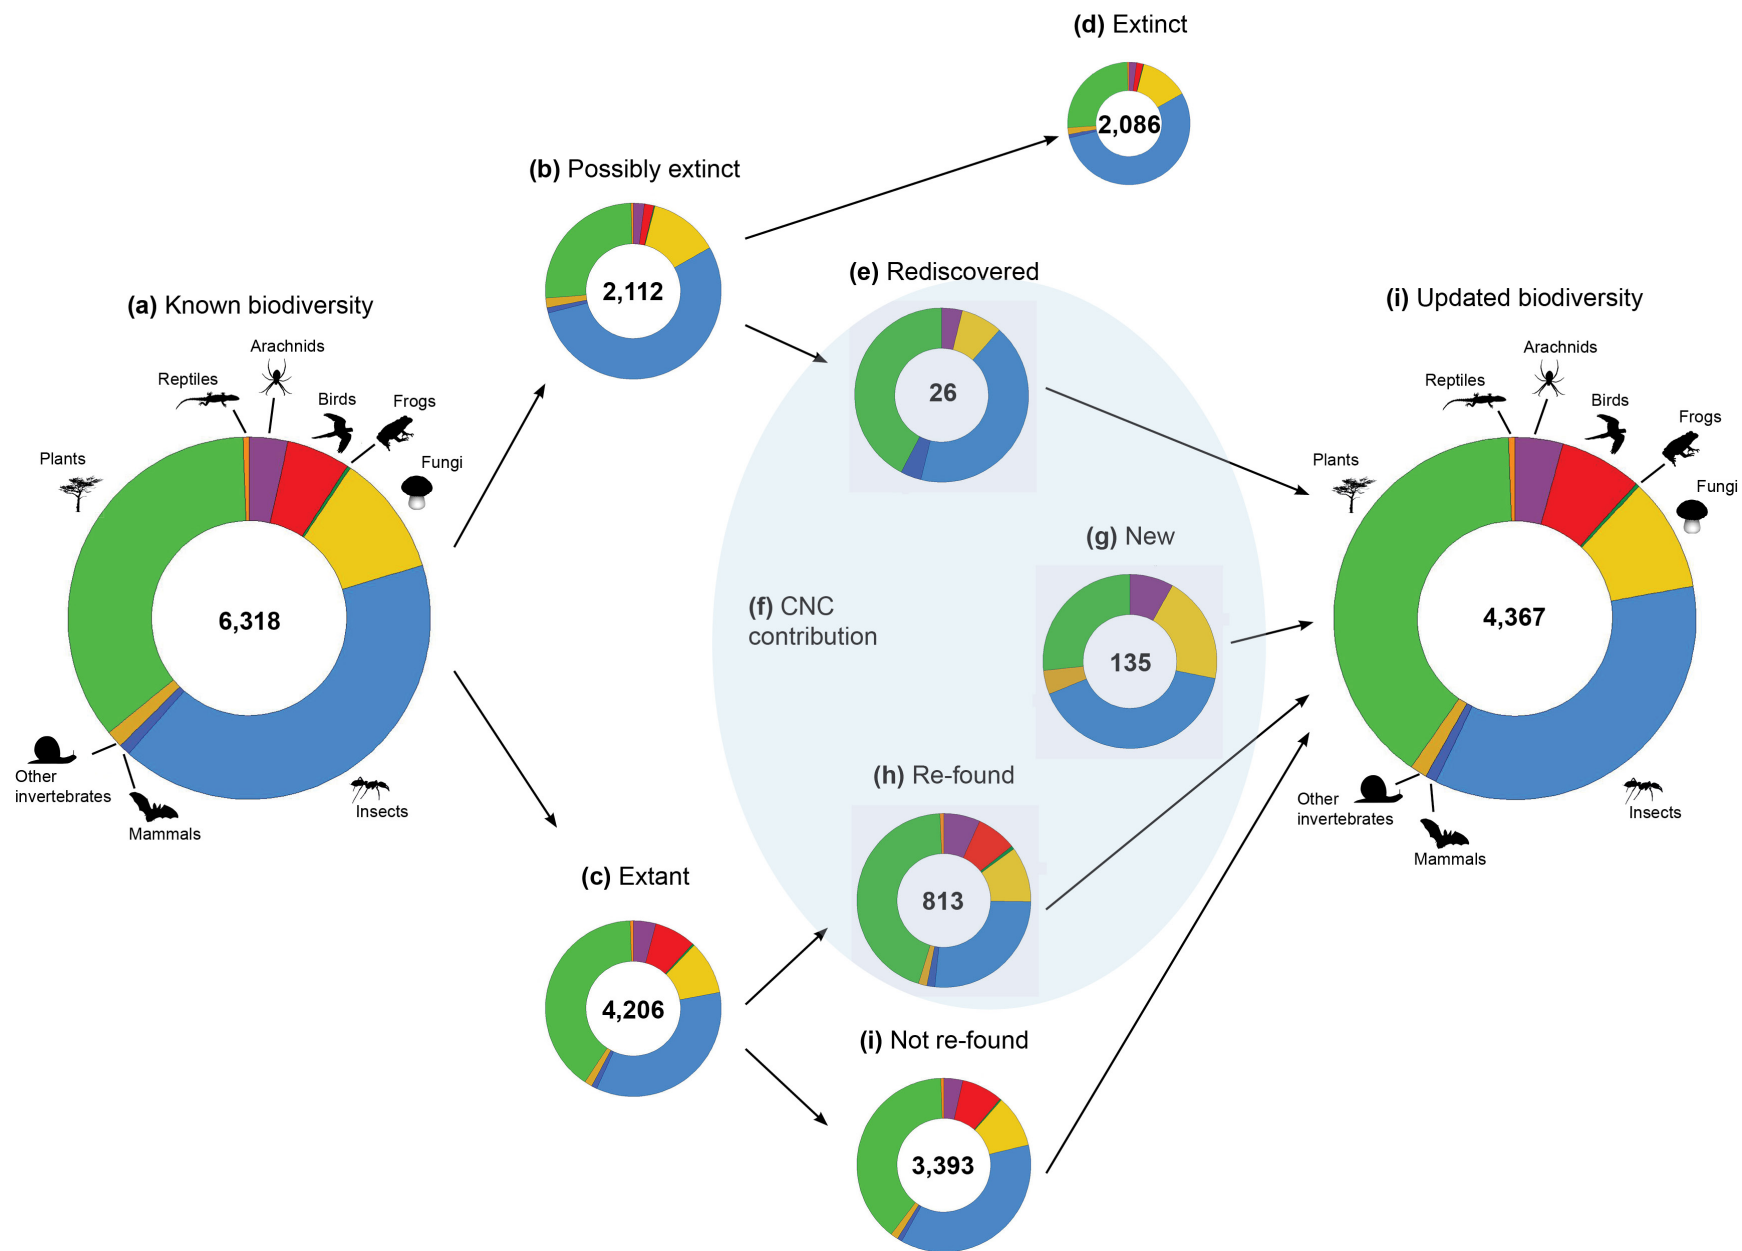 (d) Extinct
2,086
(b) Possibly extinct
2,112
(e) Rediscovered
26
(a) Known biodiversity
Arachnids
Reptiles
Birds
Frogs
Plants
Fungi
6,318
Other
invertebrates
Mammals
Insects
(f) CNC
contribution
(g) New
135
(h) Re-found
813
(c) Extant
4,206
(i) Not re-found
3,393
(i) Updated biodiversity
Arachnids
Reptiles
Birds
Frogs
Plants
Fungi
4,367
Other
invertebrates
Mammals
Insects